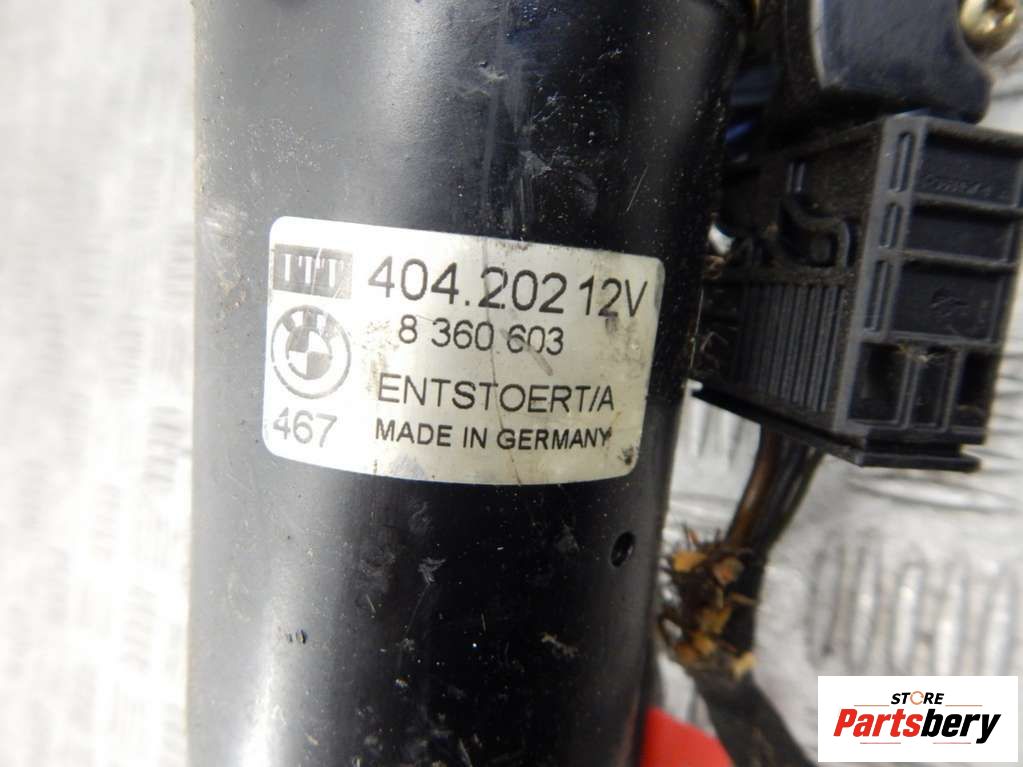 ITT 404.202 12V
8 360 603
ENTSTOERT/A
467 MADE IN GERMANY
STORE
Partsbery